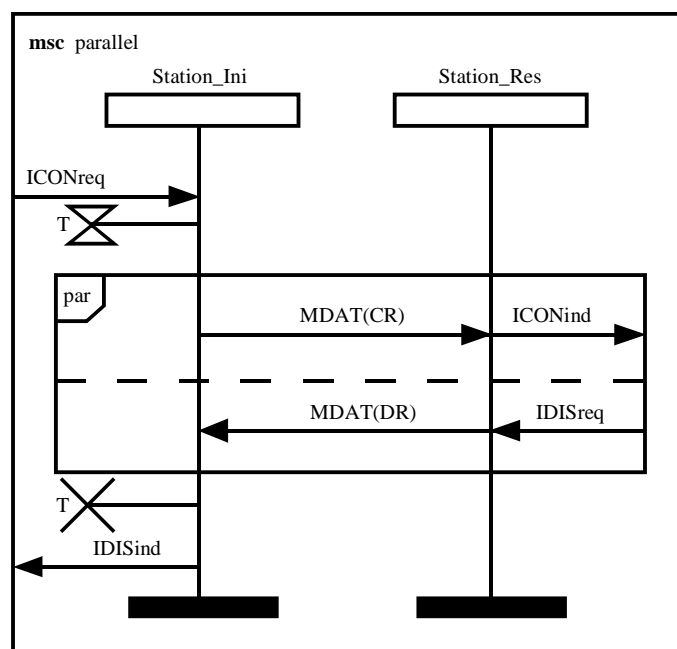 msc parallel
Station_Ini
Station_Res
ICONreq
T
par
MDAT(CR)
ICONind
MDAT(DR)
IDISreq
T
IDISind